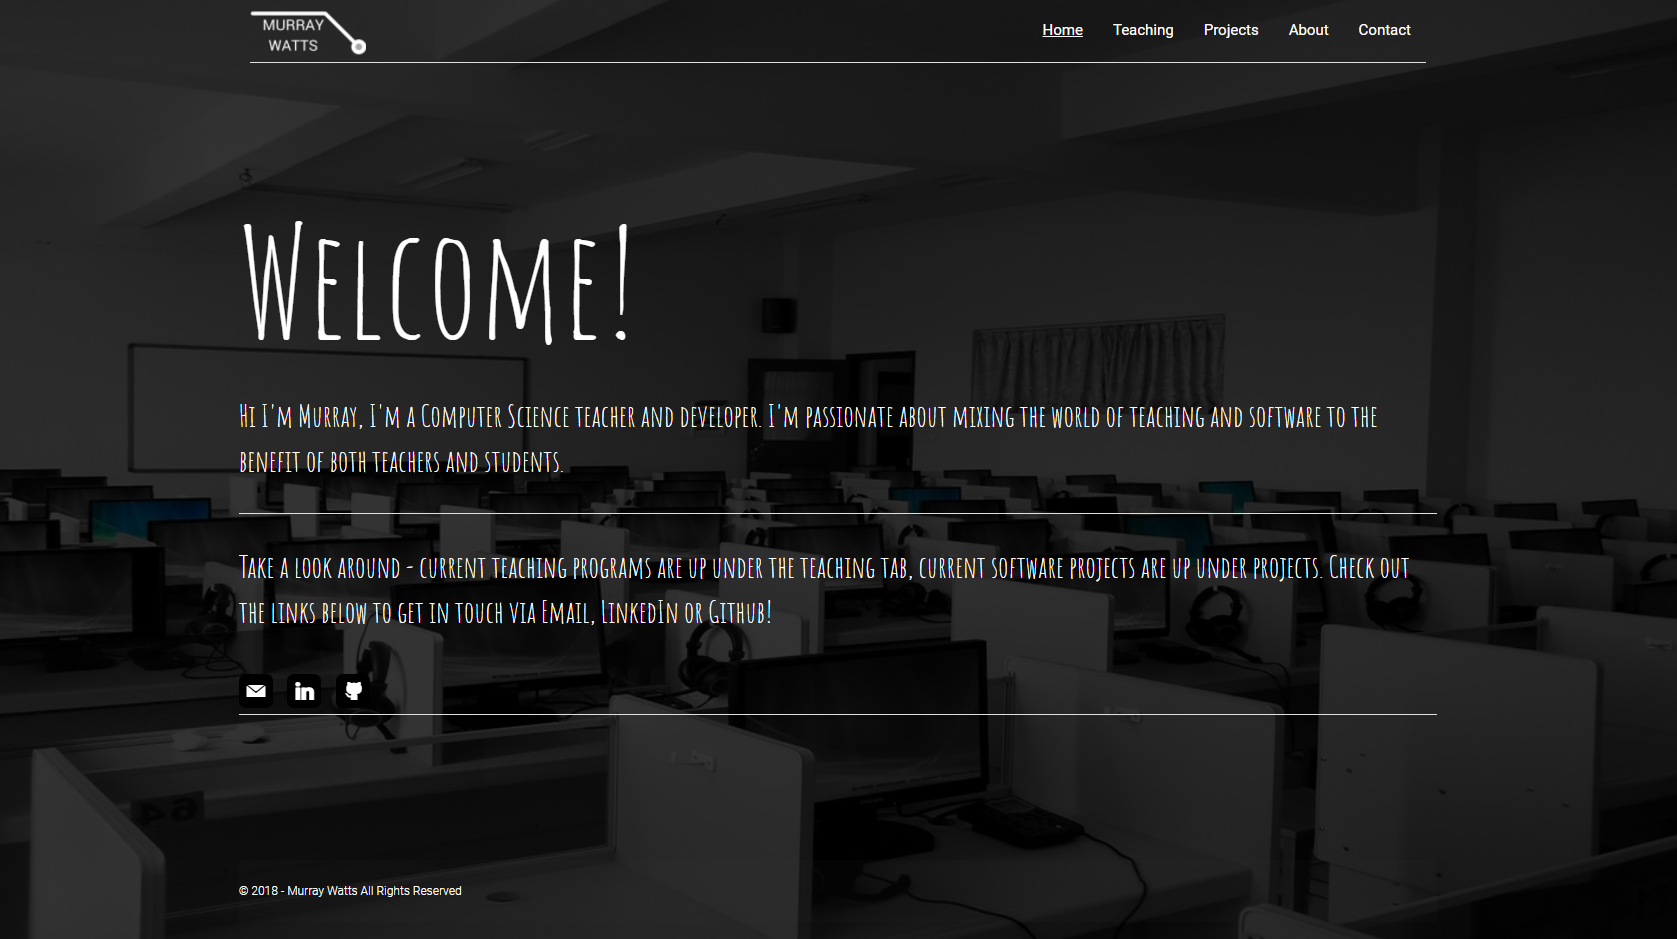 MURRAY
WATTS
Home Teaching Projects About Contact
Welcome!
Hi I'm Murray, I'm a Computer Science teacher and developer. I'm passionate about mixing the world of teaching and software to the
benefit of both teachers and students.
Take a look around - current teaching programs are up under the teaching tab, current software projects are up under projects. Check out
the links below to get in touch via Email, LinkedIn or Github!
in
© 2018 - Murray Watts All Rights Reserved